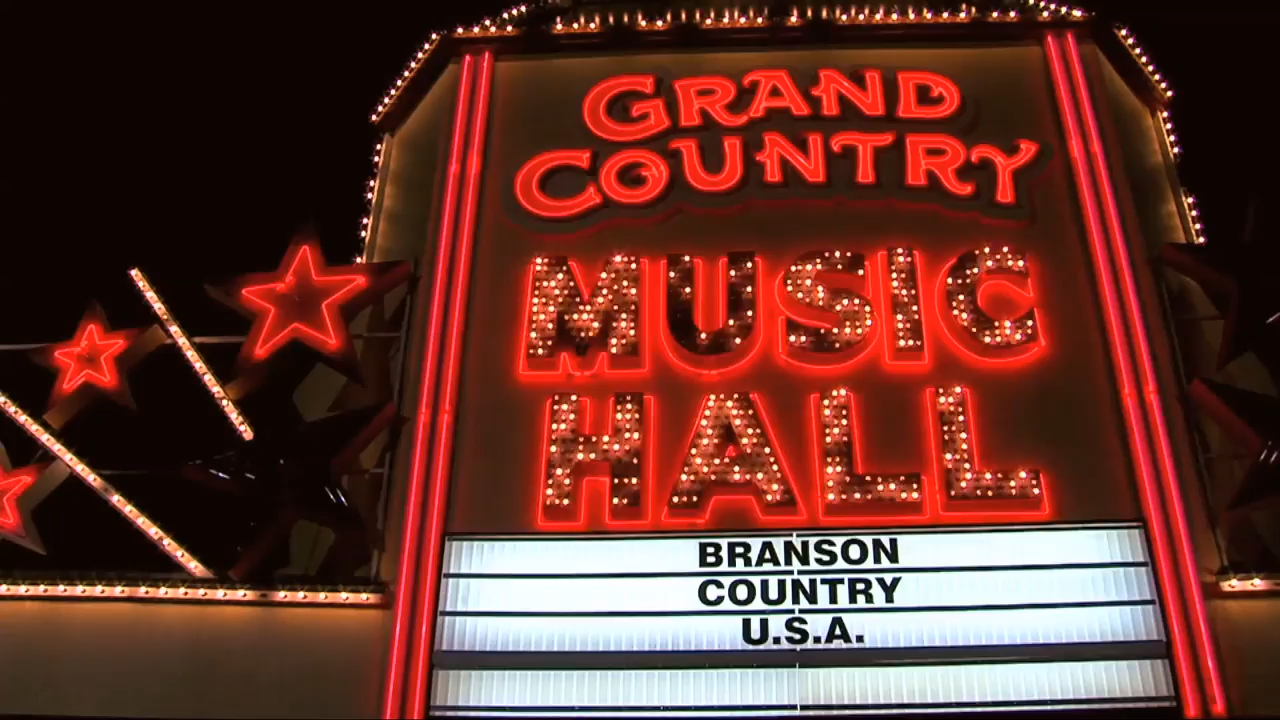 GRAND
COUNTRY
MUSIC
HALL
BRANSON
COUNTRY
U.S.A.